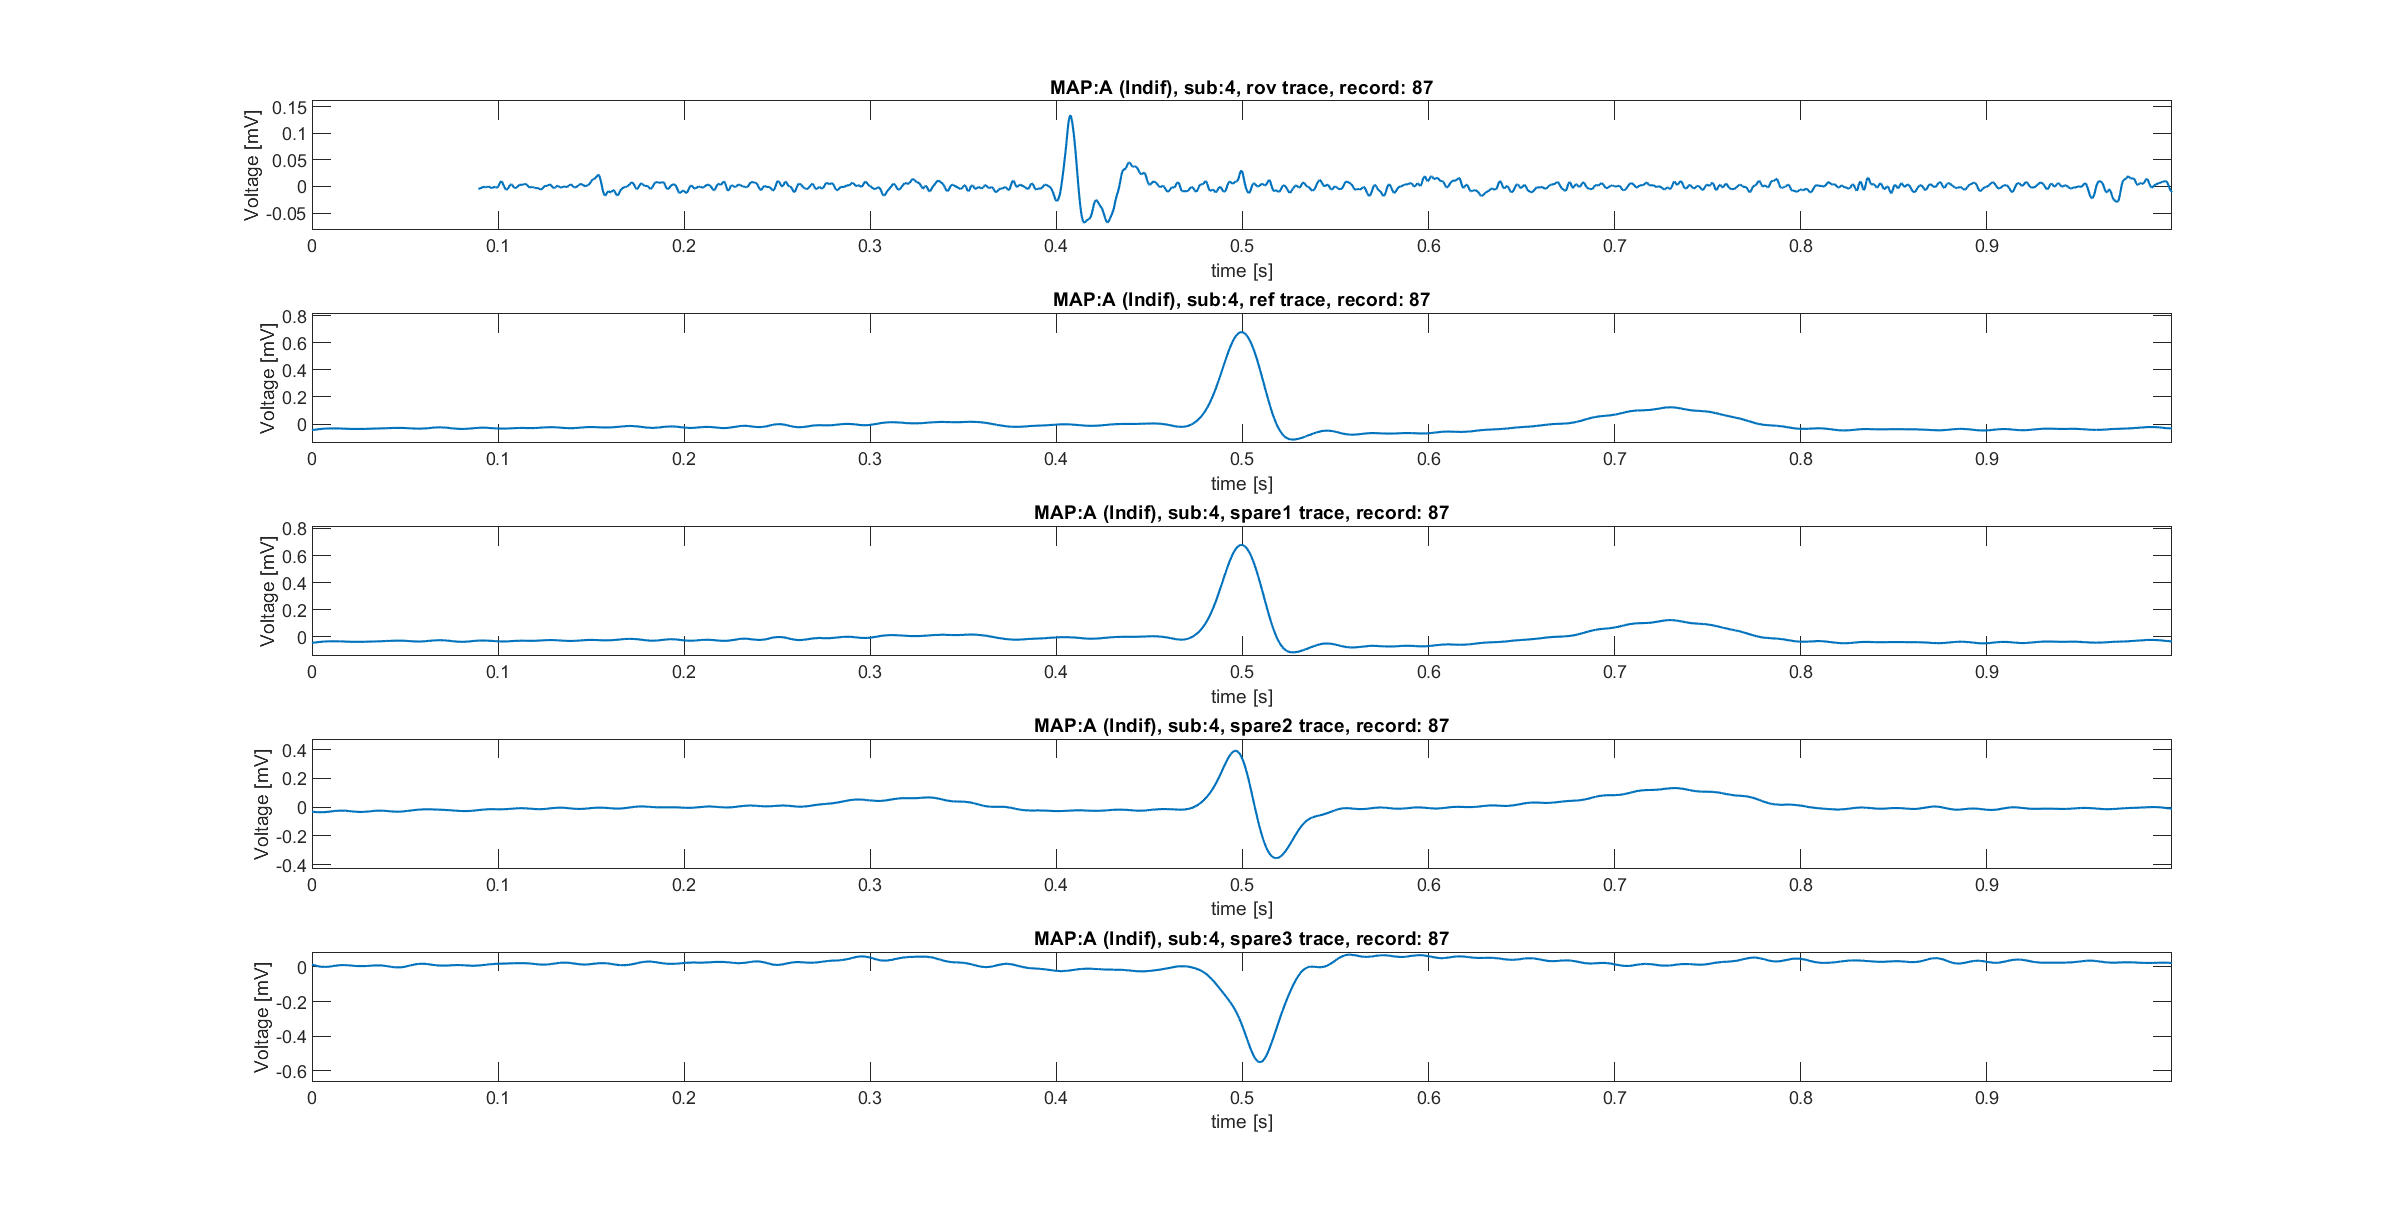 MAP:A (Indif), sub:4, rov trace, record: 87
Voltage [mV]
0.15
0.1
0.05
0
-0.05
0 0.1 0.2 0.3 0.4 0.5 0.6 0.7 0.8 0.9
time [s]
MAP:A (Indif), sub:4, ref trace, record: 87
Voltage [mV]
0.8
0.6
0.4
0.2
0
0 0.1 0.2 0.3 0.4 0.5 0.6 0.7 0.8 0.9
time [s]
MAP:A (Indif), sub:4, spare1 trace, record: 87
Voltage [mV]
0.8
0.6
0.4
0.2
0
0 0.1 0.2 0.3 0.4 0.5 0.6 0.7 0.8 0.9
time [s]
MAP:A (Indif), sub:4, spare2 trace, record: 87
Voltage [mV]
0.4
0.2
0
-0.2
-0.4
0 0.1 0.2 0.3 0.4 0.5 0.6 0.7 0.8 0.9
time [s]
MAP:A (Indif), sub:4, spare3 trace, record: 87
Voltage [mV]
0
-0.2
-0.4
-0.6
0 0.1 0.2 0.3 0.4 0.5 0.6 0.7 0.8 0.9
time [s]